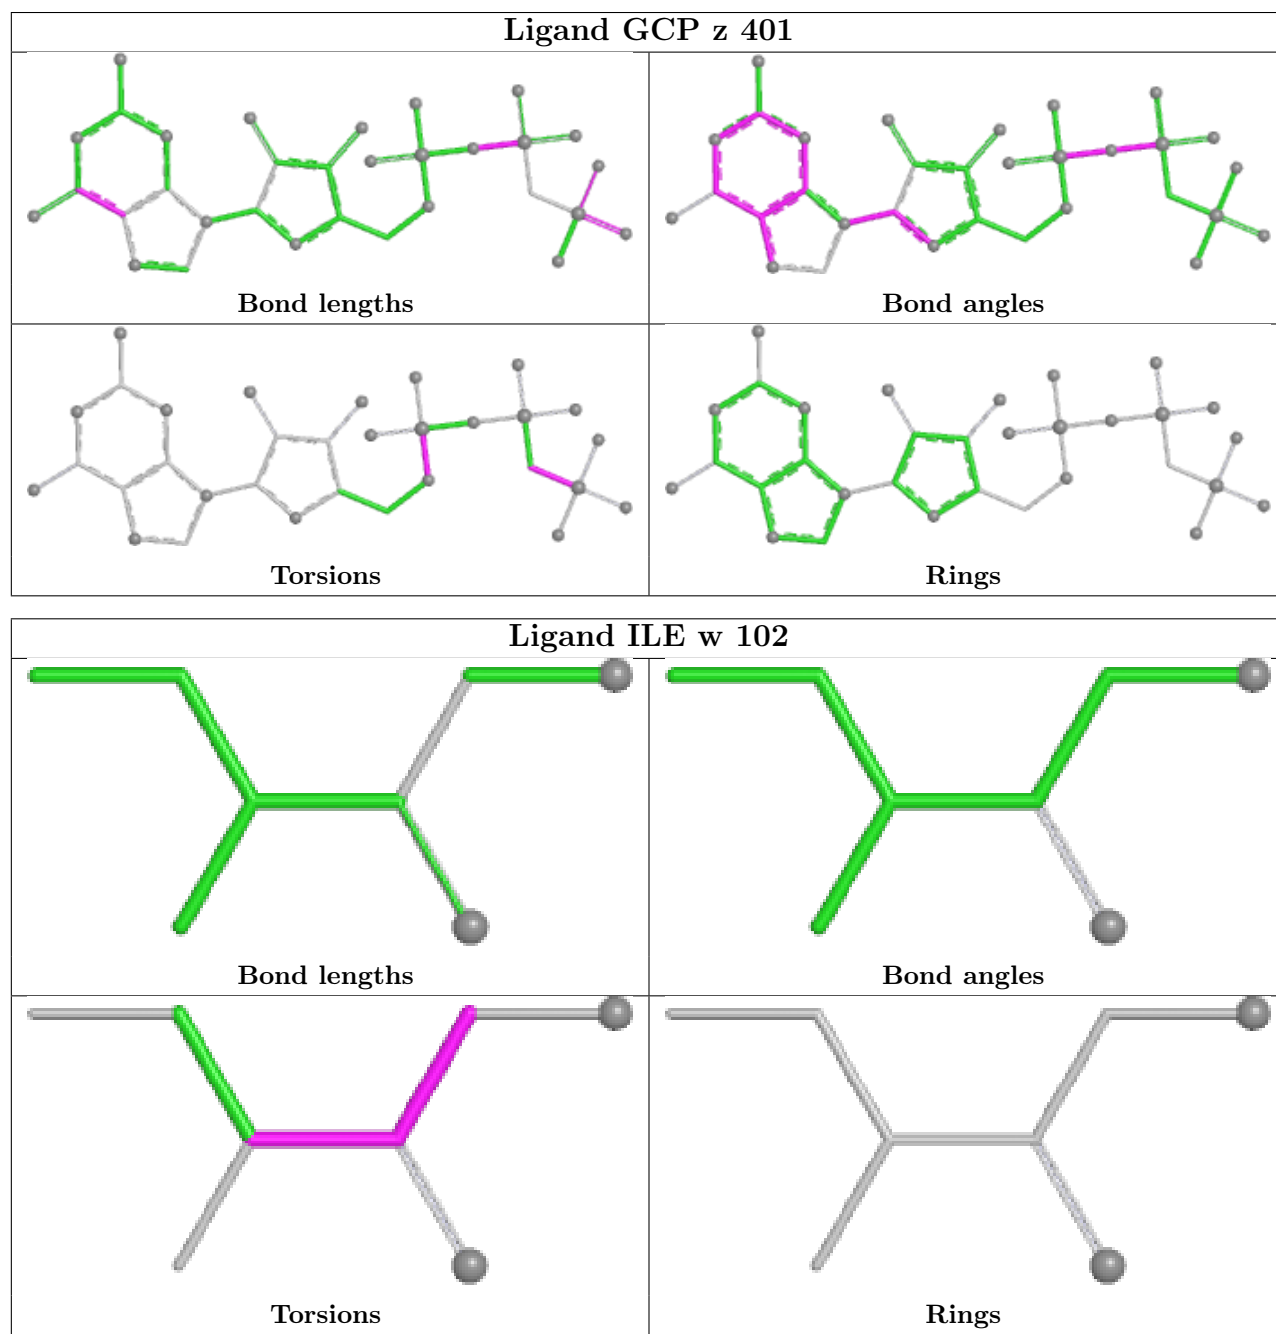 Ligand GCP z 401
Bond lengths
Bond angles
Torsions
Rings
Ligand ILE w 102
Bond lengths
Bond angles
Torsions
Rings